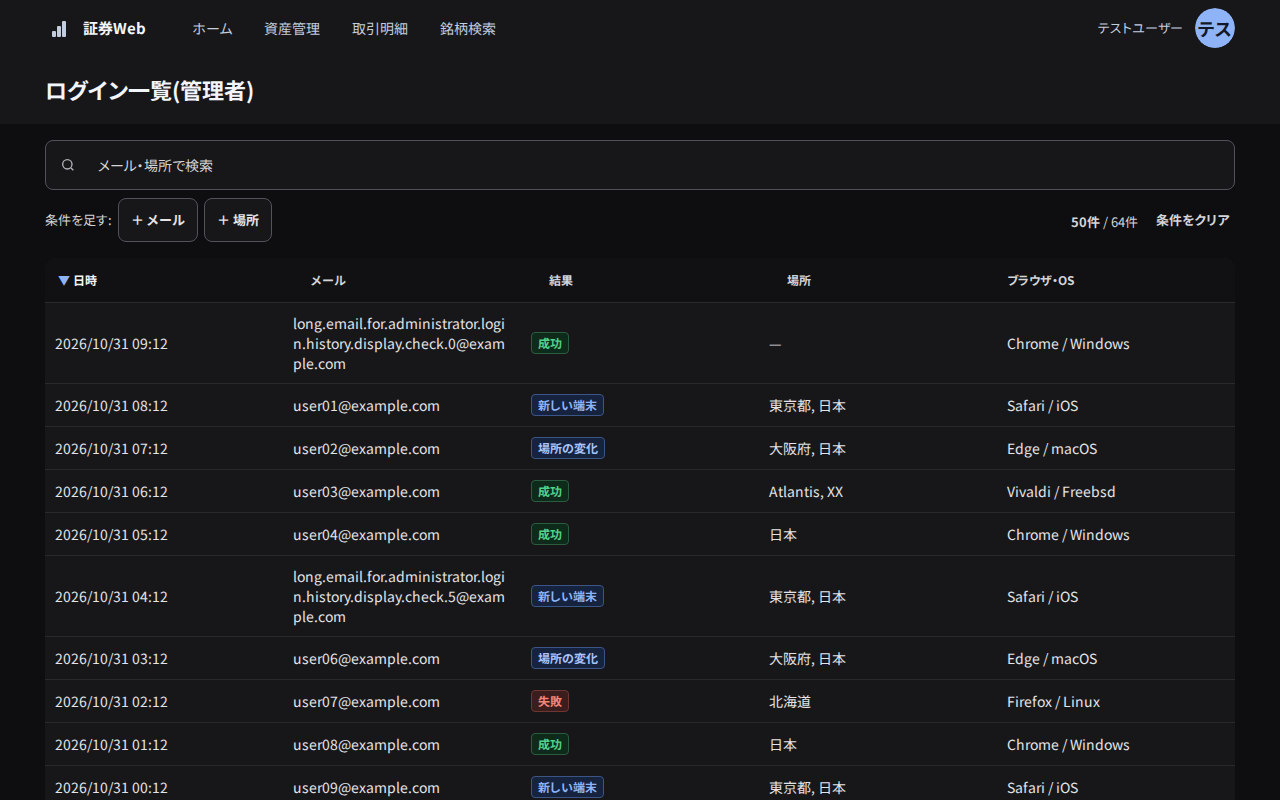 証券Web ホーム 資産管理 取引明細 銘柄検索 テストユーザー テス
ログイン一覧(管理者)
メール・場所で検索
条件を足す: ＋メール ＋場所 50件 / 64件 条件をクリア
▼日時 メール 結果 場所 ブラウザ・OS
2026/10/31 09:12 long.email.for.administrator.logi
n.history.display.check.0@exam
ple.com 成功 — Chrome / Windows
2026/10/31 08:12 user01@example.com 新しい端末 東京都, 日本 Safari / iOS
2026/10/31 07:12 user02@example.com 場所の変化 大阪府, 日本 Edge / macOS
2026/10/31 06:12 user03@example.com 成功 Atlantis, XX Vivaldi / Freebsd
2026/10/31 05:12 user04@example.com 成功 日本 Chrome / Windows
2026/10/31 04:12 long.email.for.administrator.logi
n.history.display.check.5@exam
ple.com 新しい端末 東京都, 日本 Safari / iOS
2026/10/31 03:12 user06@example.com 場所の変化 大阪府, 日本 Edge / macOS
2026/10/31 02:12 user07@example.com 失敗 北海道 Firefox / Linux
2026/10/31 01:12 user08@example.com 成功 日本 Chrome / Windows
2026/10/31 00:12 user09@example.com 新しい端末 東京都, 日本 Safari / iOS